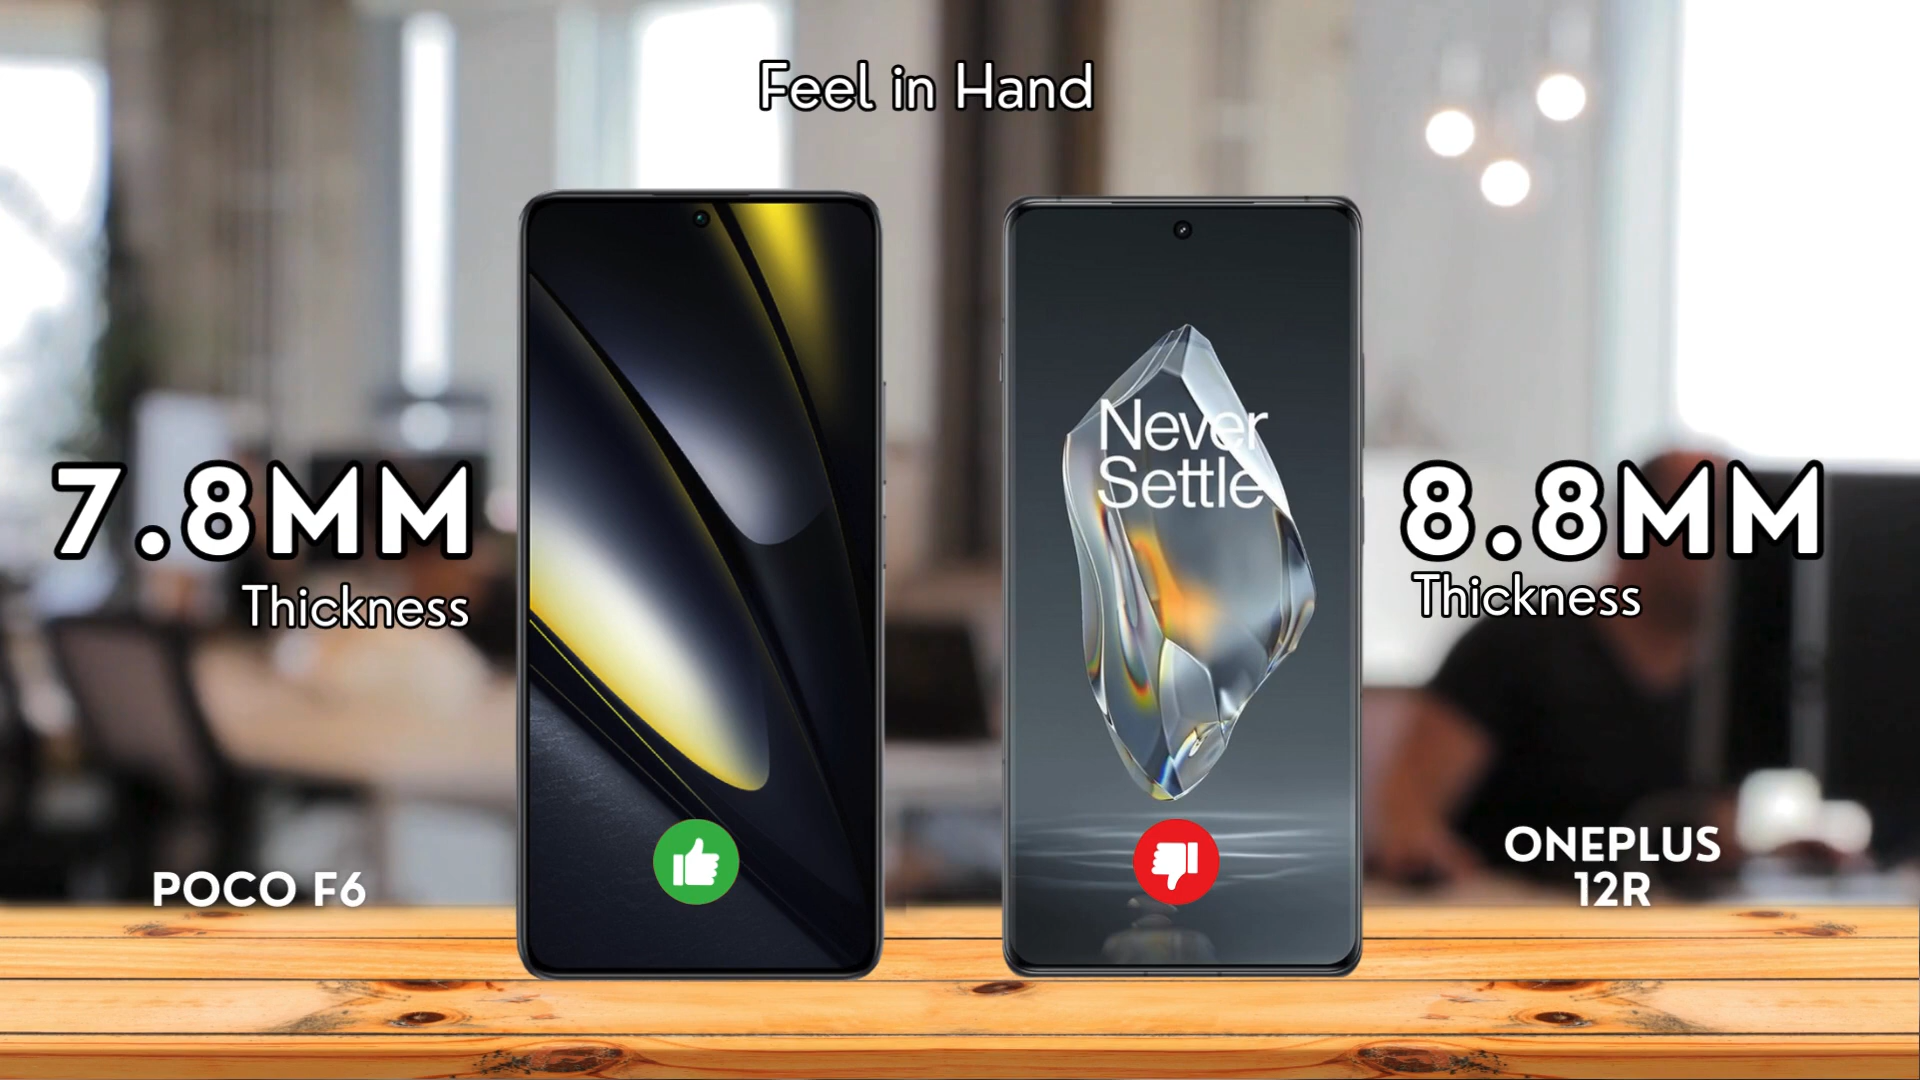 Feel in Hand
7.8MM
Thickness
POCO F6
Never
Settle
8.8MM
Thickness
ONEPLUS
12R